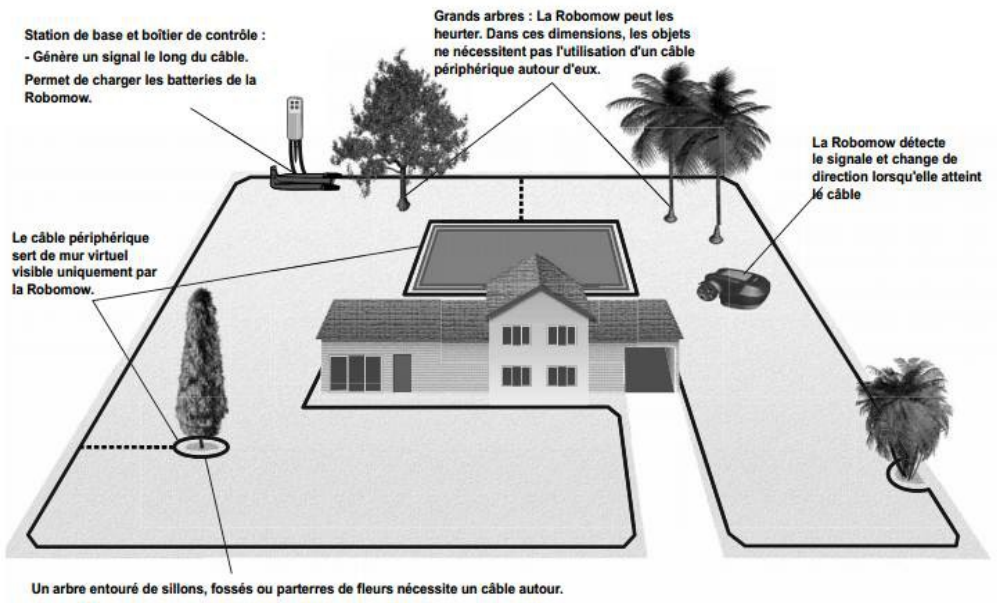 Station de base et boîtier de contrôle :
- Génère un signal le long du câble.
Permet de charger les batteries de la
Robomow.
Grands arbres : La Robomow peut les
heurter. Dans ces dimensions, les objets
ne nécessitent pas l'utilisation d'un câble
périphérique autour d'eux.
La Robomow détecte
le signale et change de
direction lorsqu'elle atteint
le câble
Le câble périphérique
sert de mur virtuel
visible uniquement par
la Robomow.
Un arbre entouré de sillons, fossés ou parterres de fleurs nécessite un câble autour.